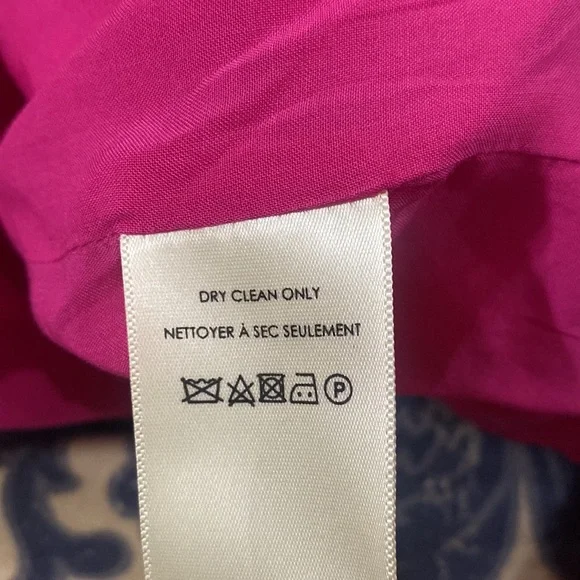 DRY CLEAN ONLY
NETTOYER À SEC SEULEMENT
P